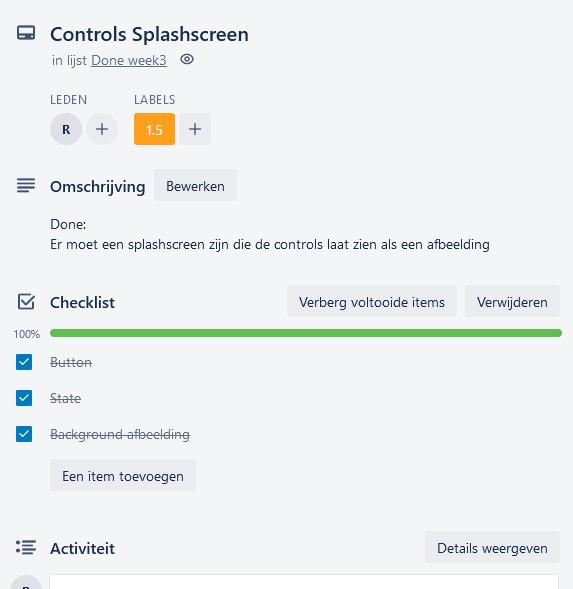 Controls Splashscreen
in lijst Done week3
LEDEN LABELS
R + 1.5 +
Omschrijving Bewerken
Done:
Er moet een splashscreen zijn die de controls laat zien als een afbeelding
Checklist Verberg voltooide items Verwijderen
100%
Button
State
Background afbeelding
Een item toevoegen
Activiteit Details weergeven